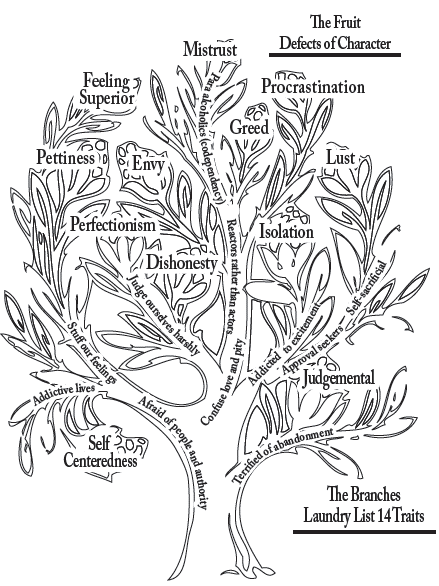 The Fruit
Defects of Character
Mistrust
Feeling
Superior
Procrastination
Para alcoholics (codependency)
Greed
Pettiness
Envy
Lust
Perfectionism
Isolation
Dishonesty
Reactors rather than actors
Judge ourselves harshly
Self-sacrificial
Addicted to excitement
Approval seekers
Stuff our feelings
Confuse love and pity
Judgemental
Addictive lives
Afraid of people and authority
Self
Centeredness
Terrified of abandonment
The Branches
Laundry List 14 Traits